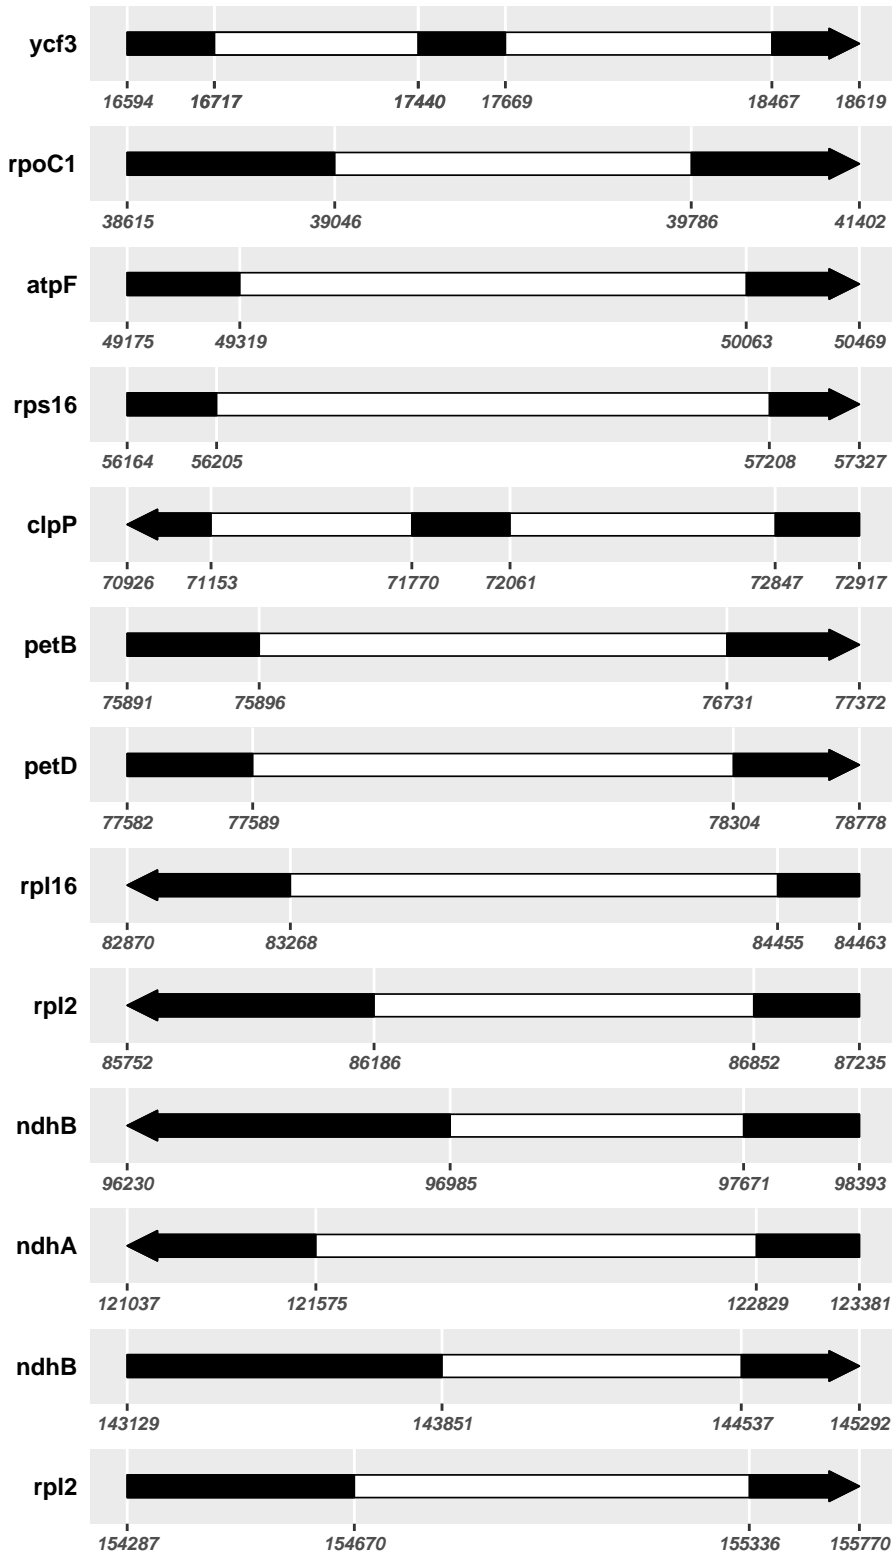 ycf3
16594 16717 17440 17669 18467 18619
rpoC1
38615 39046 39786 41402
atpF
49175 49319 50063 50469
rps16
56164 56205 57208 57327
clpP
70926 71153 71770 72061 72847 72917
petB
75891 75896 76731 77372
petD
77582 77589 78304 78778
rpl16
82870 83268 84455 84463
rpl2
85752 86186 86852 87235
ndhB
96230 96985 97671 98393
ndhA
121037 121575 122829 123381
ndhB
143129 143851 144537 145292
rpl2
154287 154670 155336 155770